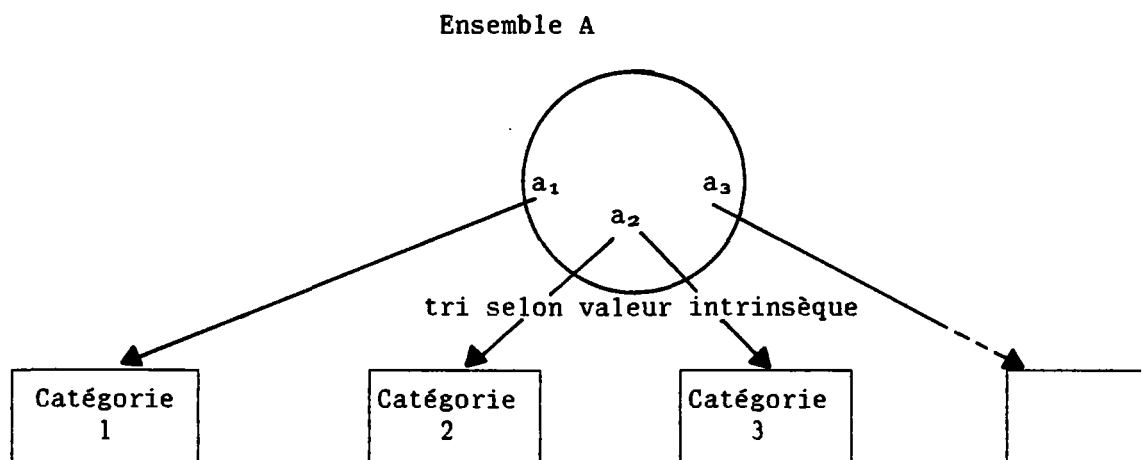 Ensemble A
a₁ a₃
a₂
tri selon valeur intrinsèque
Catégorie
1
Catégorie
2
Catégorie
3